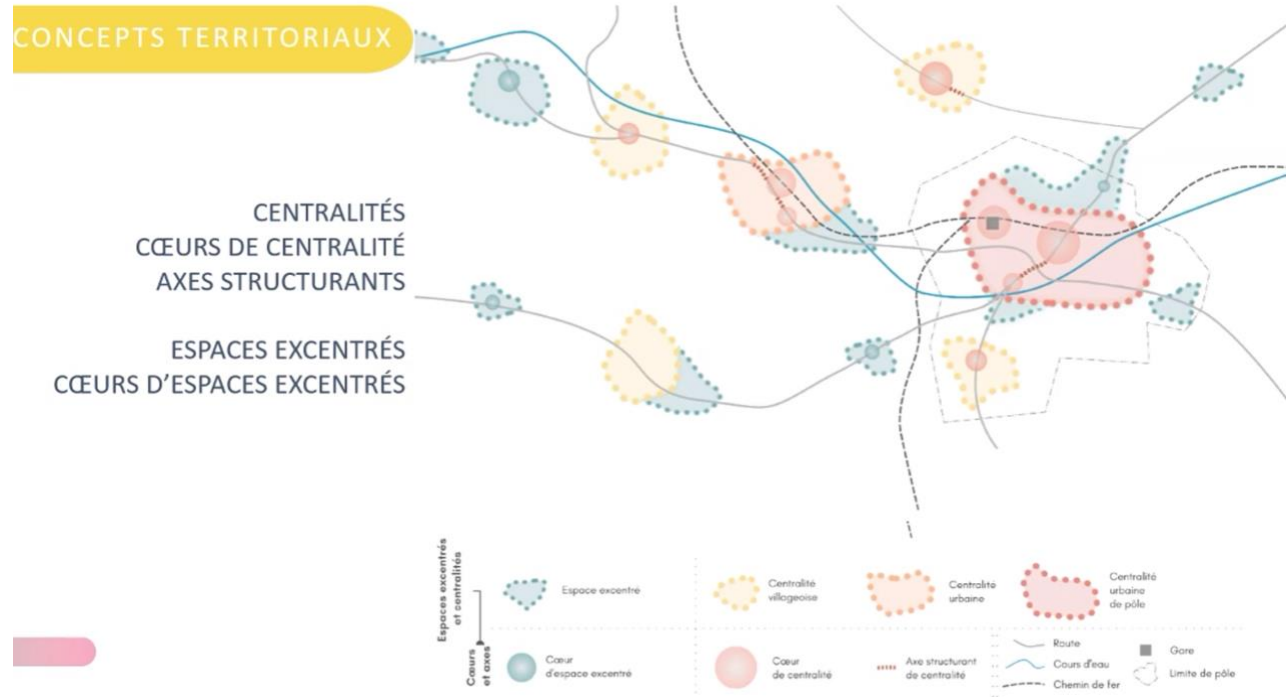 CONCEPTS TERRITORIAUX
CENTRALITÉS
CŒURS DE CENTRALITÉ
AXES STRUCTURANTS
ESPACES EXCENTRÉS
CŒURS D'ESPACES EXCENTRÉS
Espaces excentrés
et centralités
Espace excentré
Centralité
villageoise
Centralité
urbaine
Centralité
urbaine
de pôle
Cœurs
et axes
Cœur
d'espace excentré
Cœur
de centralité
Axe structurant
de centralité
Route
Cours d'eau
Chemin de fer
Gare
Limite de pôle